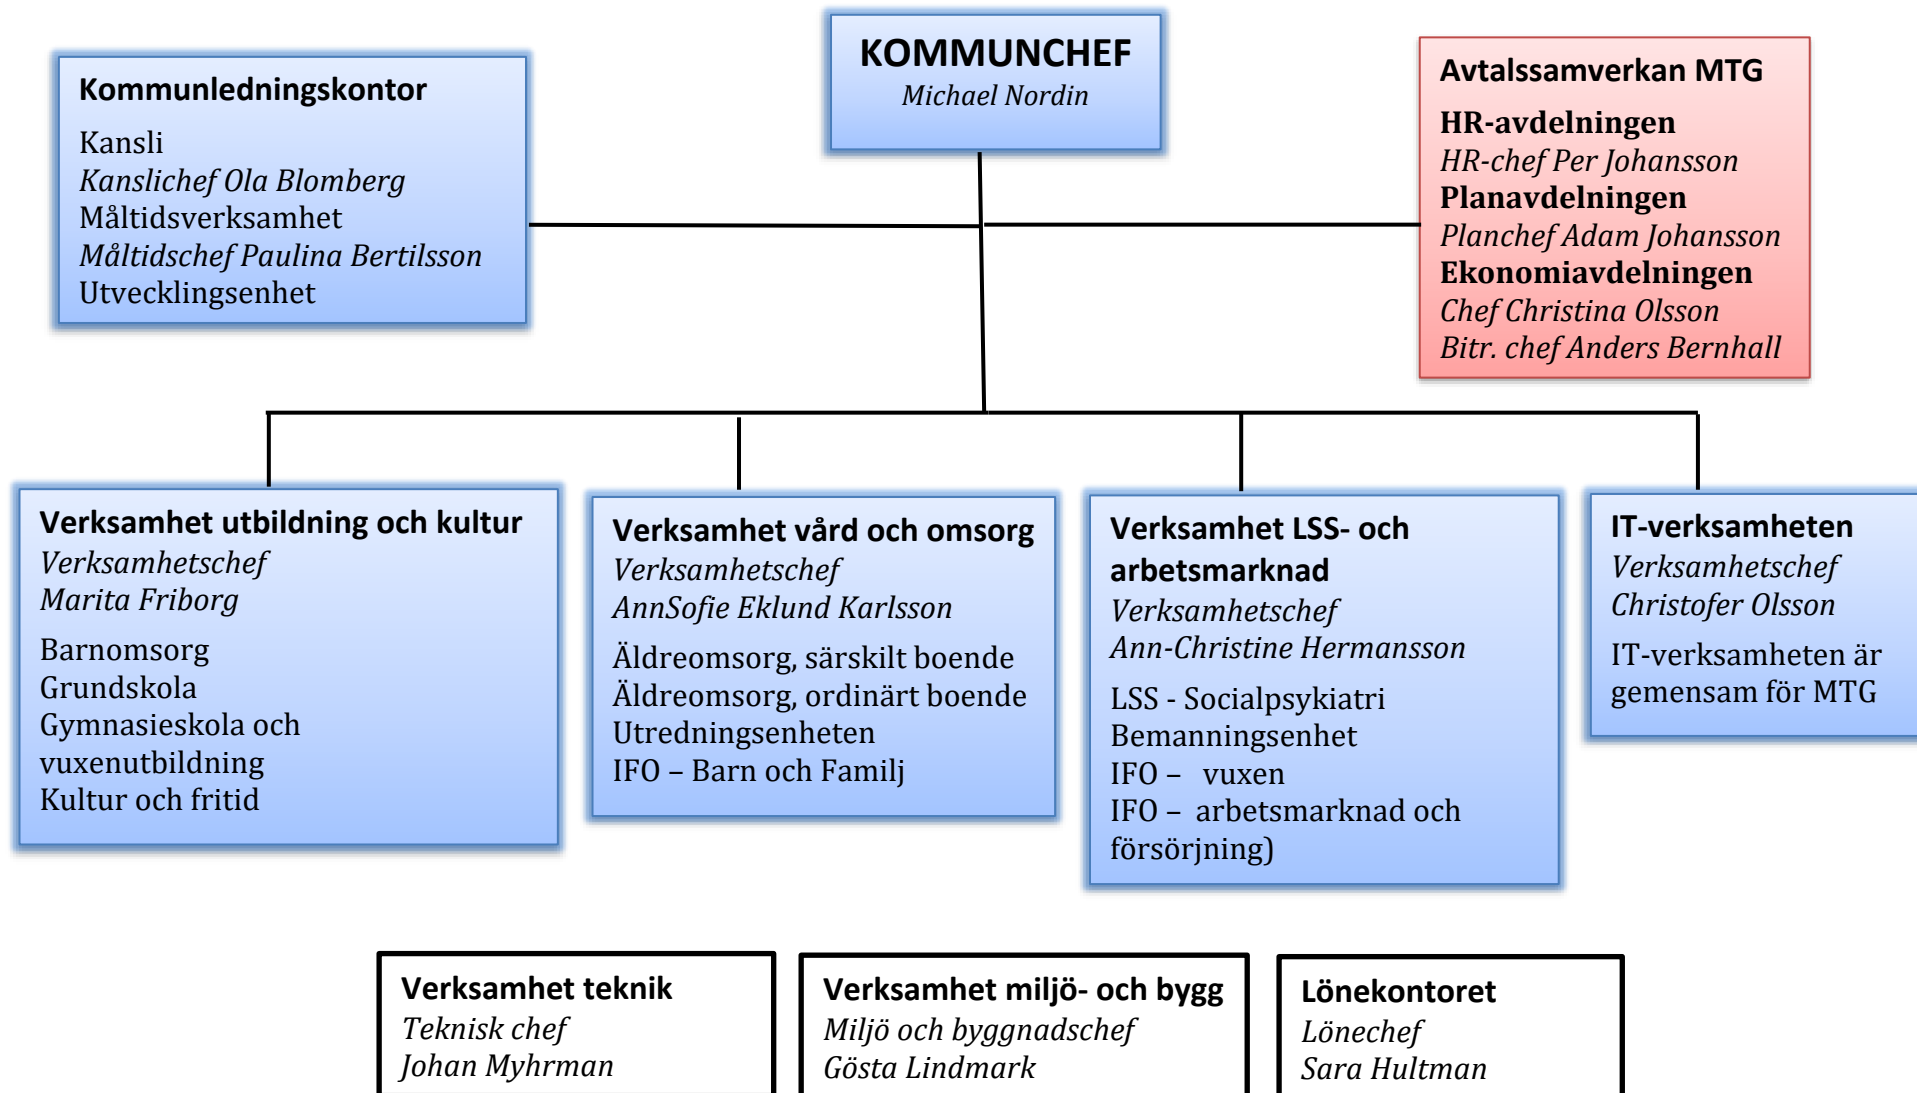 KOMMUNCHEF
Michael Nordin
Kommunledningskontor
Kansli
Kanslichef Ola Blomberg
Måltidsverksamhet
Måltidschef Paulina Bertilsson
Utvecklingsenhet
Avtalssamverkan MTG
HR-avdelningen
HR-chef Per Johansson
Planavdelningen
Planchef Adam Johansson
Ekonomiavdelningen
Chef Christina Olsson
Bitr. chef Anders Bernhall
Verksamhet utbildning och kultur
Verksamhetschef
Marita Friborg
Barnomsorg
Grundskola
Gymnasieskola och
vuxenutbildning
Kultur och fritid
Verksamhet vård och omsorg
Verksamhetschef
AnnSofie Eklund Karlsson
Äldreomsorg, särskilt boende
Äldreomsorg, ordinärt boende
Utredningsenheten
IFO – Barn och Familj
Verksamhet LSS- och
arbetsmarknad
Verksamhetschef
Ann-Christine Hermansson
LSS - Socialpsykiatri
Bemanningsenhet
IFO –   vuxen
IFO –  arbetsmarknad och
försörjning)
IT-verksamheten
Verksamhetschef
Christofer Olsson
IT-verksamheten är
gemensam för MTG
Verksamhet teknik
Teknisk chef
Johan Myhrman
Verksamhet miljö- och bygg
Miljö och byggnadschef
Gösta Lindmark
Lönekontoret
Lönechef
Sara Hultman